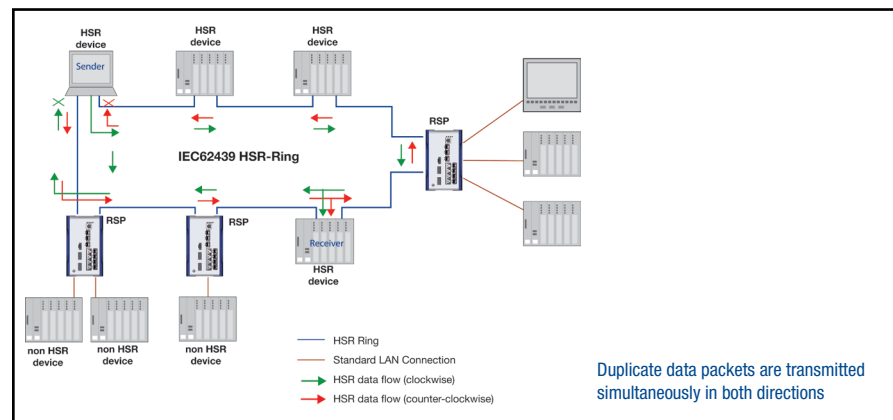 HSR
device
Sender
HSR
device
HSR
device
RSP
IEC62439 HSR-Ring
RSP
RSP
Receiver
HSR
device
non HSR
device
non HSR
device
non HSR
device
HSR Ring
Standard LAN Connection
HSR data flow (clockwise)
HSR data flow (counter-clockwise)
Duplicate data packets are transmitted
simultaneously in both directions